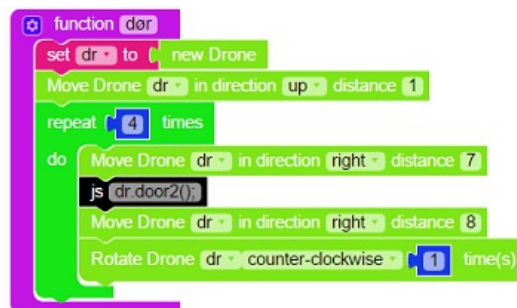 function dør
set dr to new Drone
Move Drone dr in direction up distance 1
repeat 4 times
do Move Drone dr in direction right distance 7
js dr.door2();
Move Drone dr in direction right distance 8
Rotate Drone dr counter-clockwise 1 time(s)